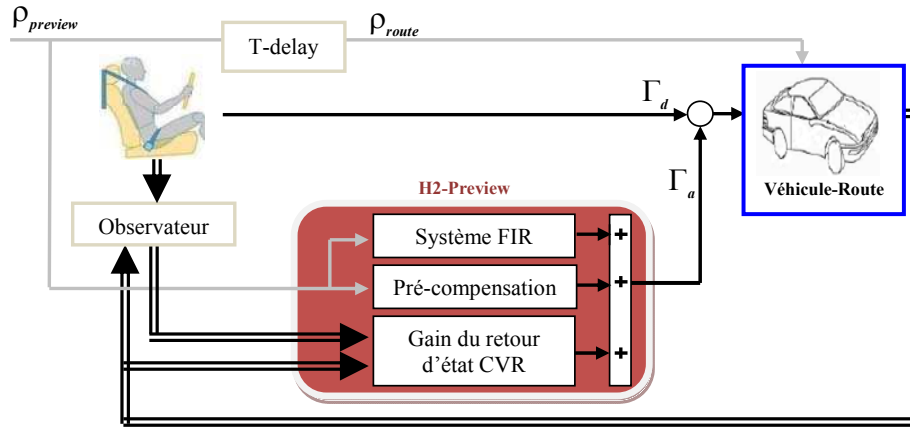 ρpreview
T-delay
ρroute
Γd
Véhicule-Route
H2-Preview
Γa
Observateur
Système FIR
+
Pré-compensation
+
Gain du retour
d'état CVR
+